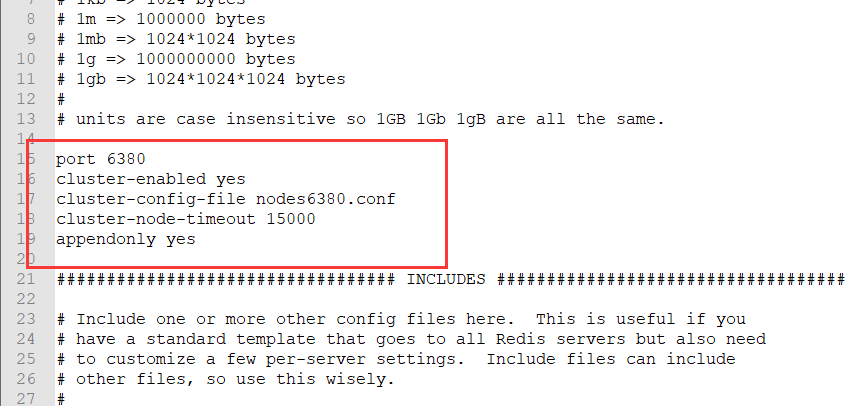 7 # 1kb => 1024 bytes
8 # 1m => 1000000 bytes
9 # 1mb => 1024*1024 bytes
10 # 1g => 1000000000 bytes
11 # 1gb => 1024*1024*1024 bytes
12 #
13 # units are case insensitive so 1GB 1Gb 1gB are all the same.
14
15 port 6380
16 cluster-enabled yes
17 cluster-config-file nodes6380.conf
18 cluster-node-timeout 15000
19 appendonly yes
20
21 ################################## INCLUDES ###################################
22
23 # Include one or more other config files here.  This is useful if you
24 # have a standard template that goes to all Redis servers but also need
25 # to customize a few per-server settings.  Include files can include
26 # other files, so use this wisely.
27 #